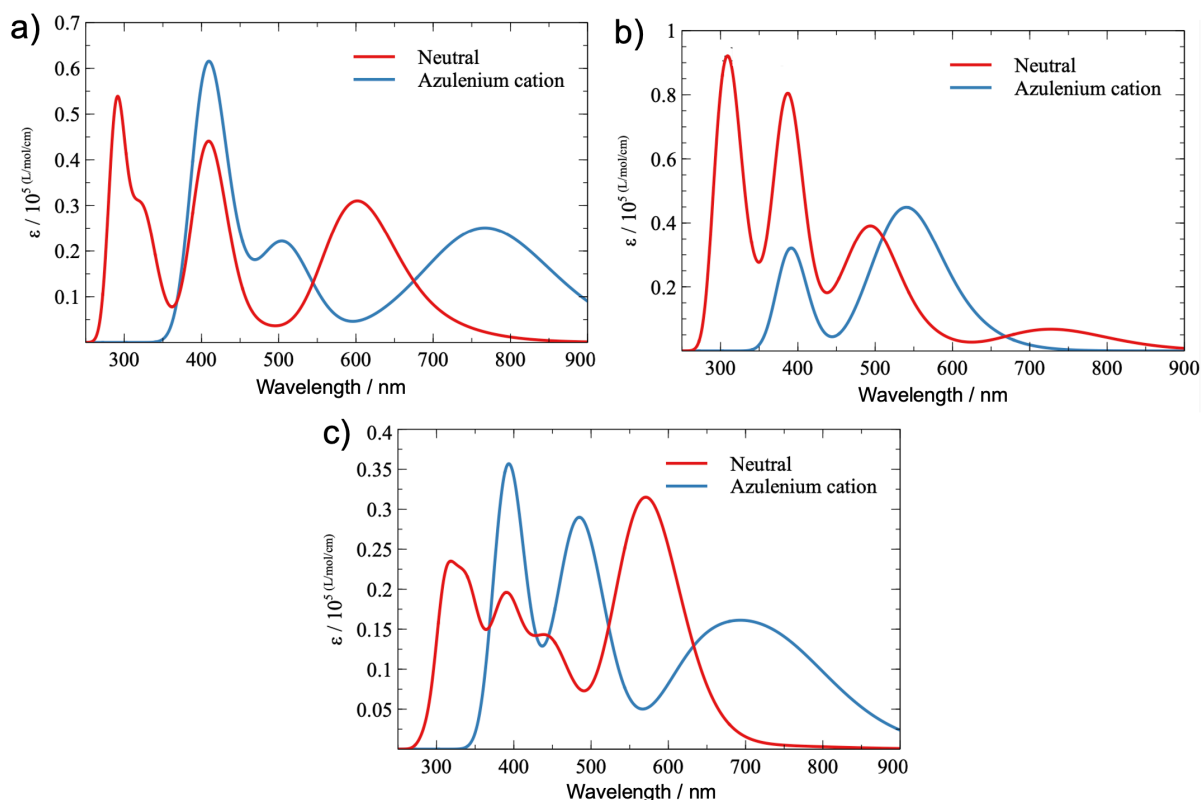 a)
0.7
0.6
0.5
0.4
0.3
0.2
0.1
ε / 10⁵ (L/mol/cm)
Neutral
Azulenium cation
300 400 500 600 700 800 900
Wavelength / nm
b)
1
0.8
0.6
0.4
0.2
ε / 10⁵ (L/mol/cm)
Neutral
Azulenium cation
300 400 500 600 700 800 900
Wavelength / nm
c)
0.4
0.35
0.3
0.25
0.2
0.15
0.1
0.05
ε / 10⁵ (L/mol/cm)
Neutral
Azulenium cation
300 400 500 600 700 800 900
Wavelength / nm